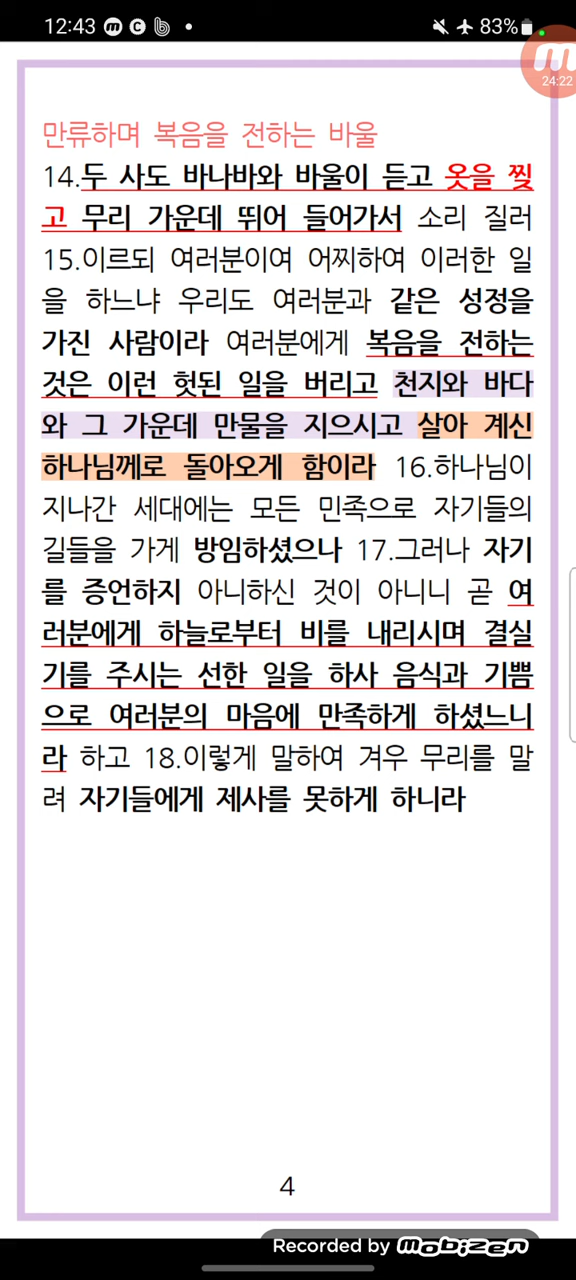 12:43
83%
24:22
만류하며 복음을 전하는 바울
14.두 사도 바나바와 바울이 듣고 옷을 찢
고 무리 가운데 뛰어 들어가서 소리 질러
15.이르되 여러분이여 어찌하여 이러한 일
을 하느냐 우리도 여러분과 같은 성정을
가진 사람이라 여러분에게 복음을 전하는
것은 이런 헛된 일을 버리고 천지와 바다
와 그 가운데 만물을 지으시고 살아 계신
하나님께로 돌아오게 함이라 16.하나님이
지나간 세대에는 모든 민족으로 자기들의
길들을 가게 방임하셨으나 17.그러나 자기
를 증언하지 아니하신 것이 아니니 곧 여
러분에게 하늘로부터 비를 내리시며 결실
기를 주시는 선한 일을 하사 음식과 기쁨
으로 여러분의 마음에 만족하게 하셨느니
라 하고 18.이렇게 말하여 겨우 무리를 말
려 자기들에게 제사를 못하게 하니라
4
Recorded by mobizen